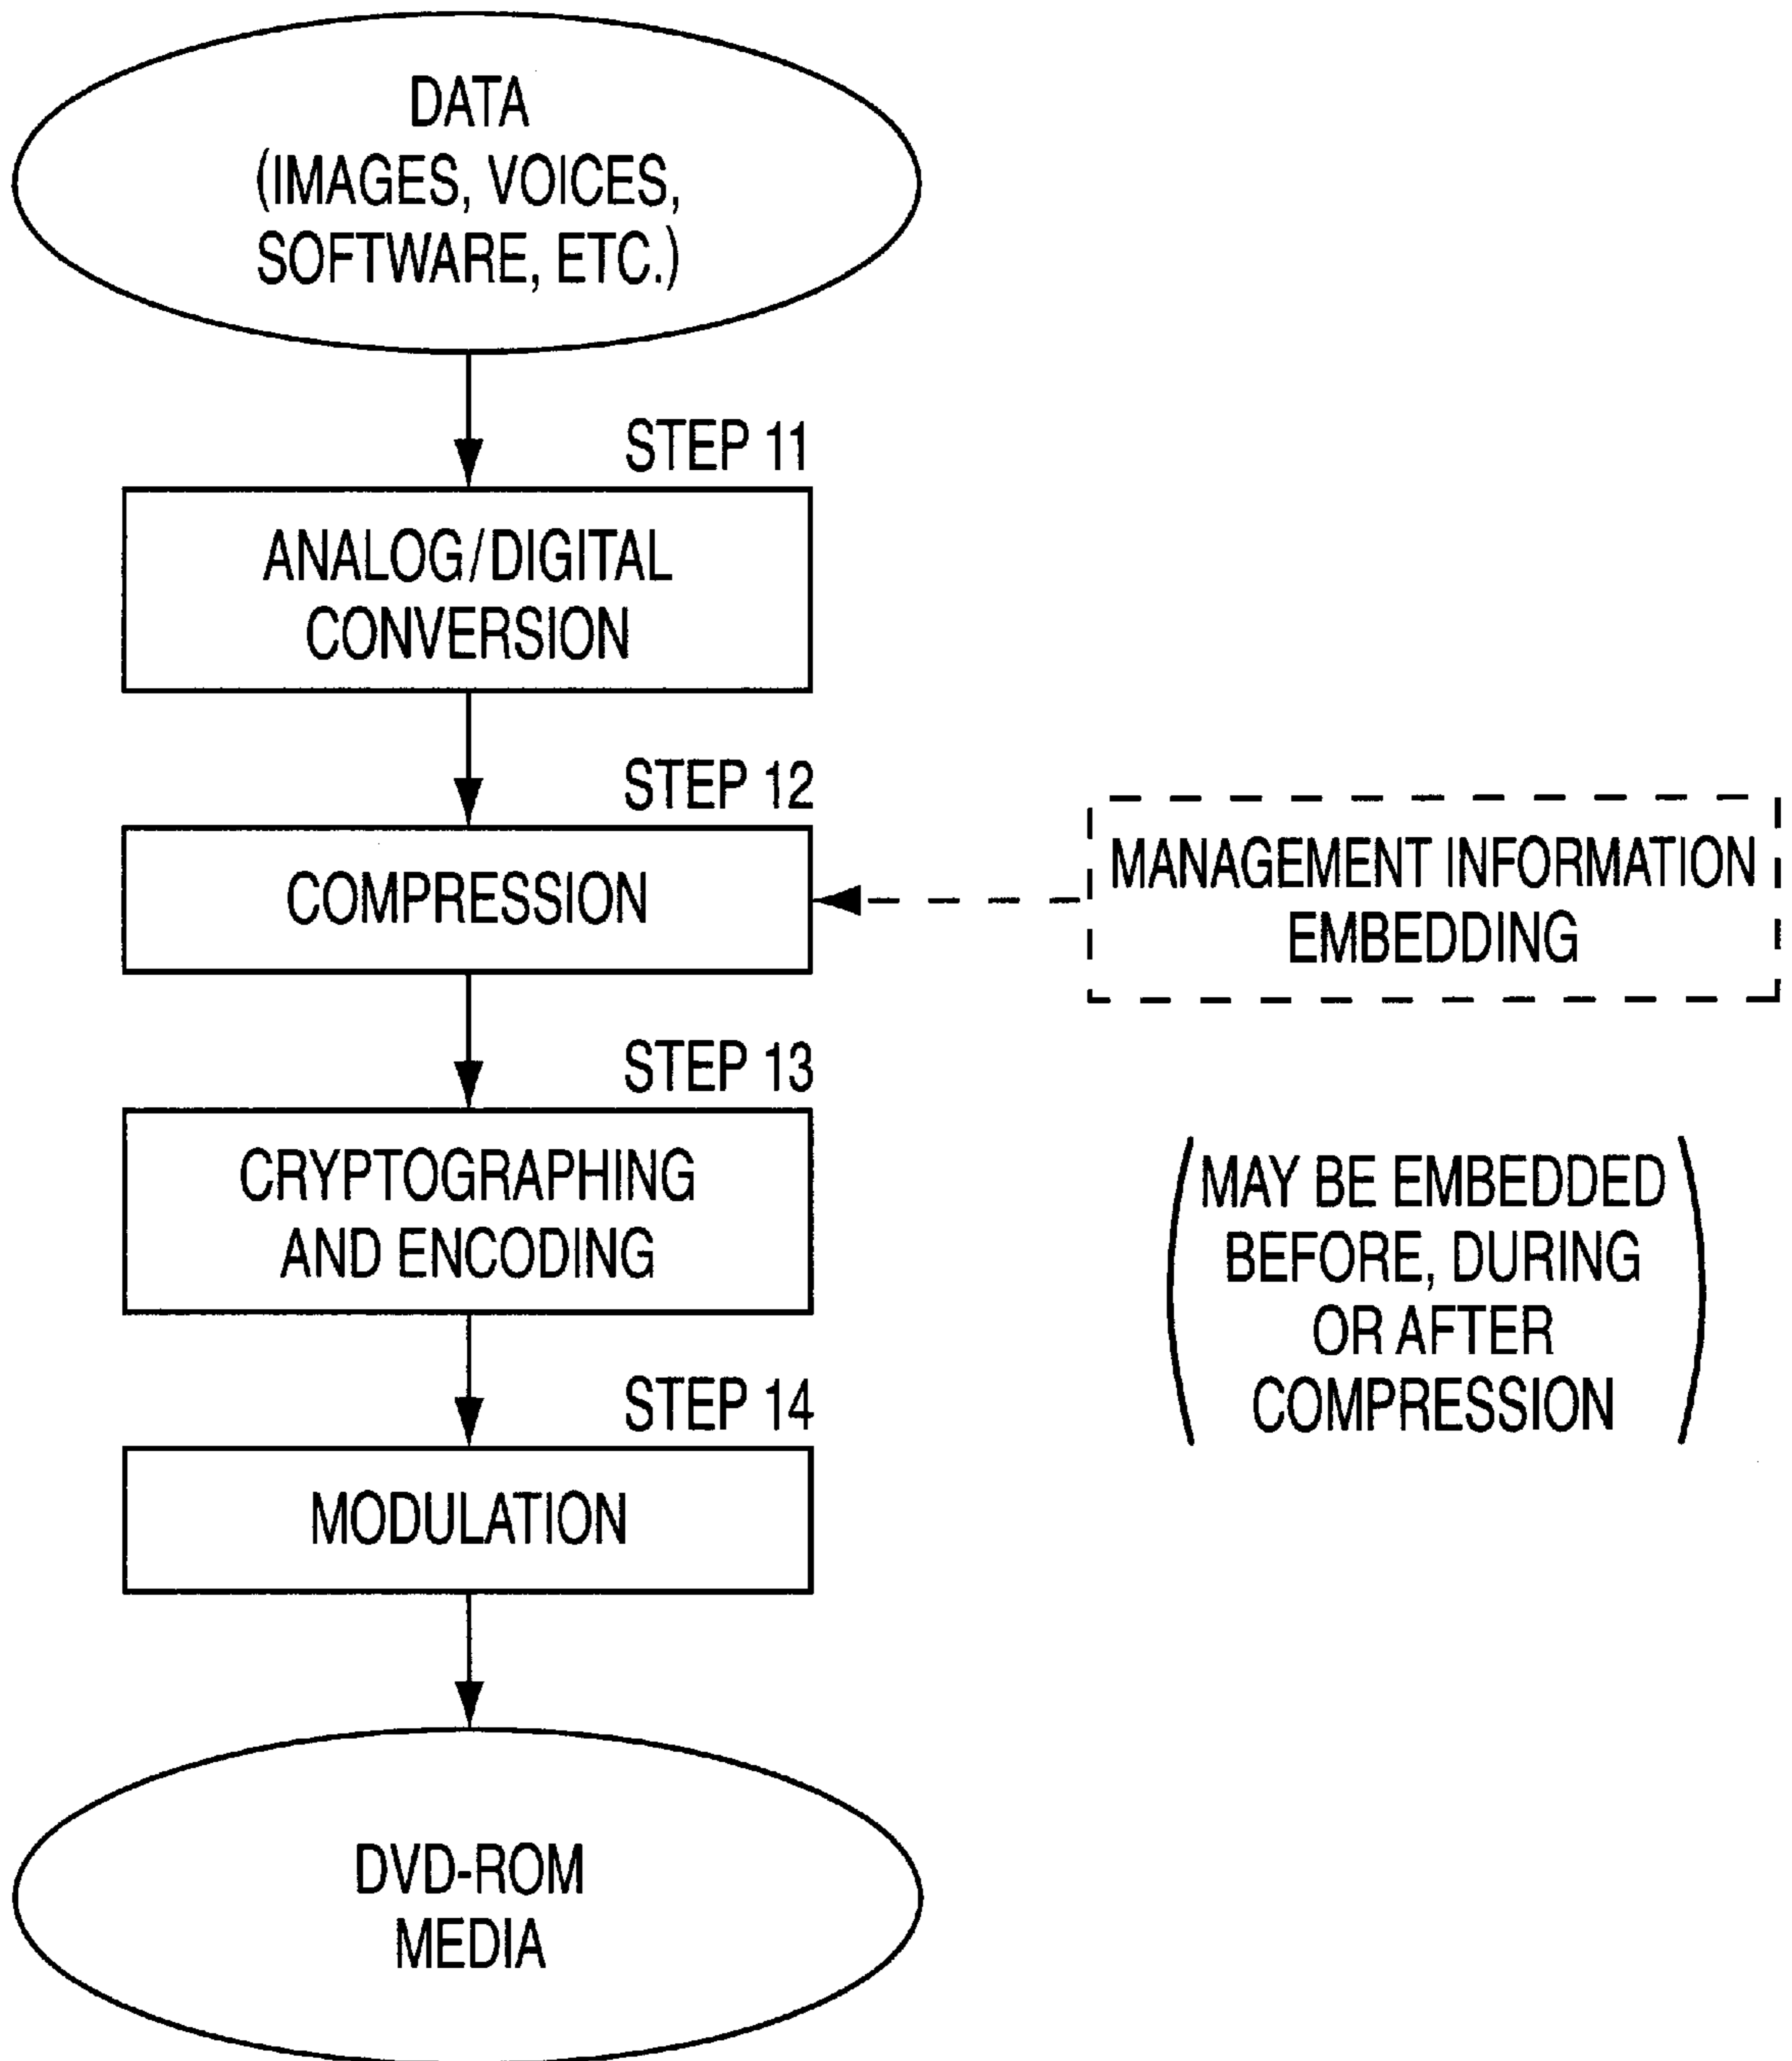 DATA
(IMAGES, VOICES,
SOFTWARE, ETC.)
STEP 11
ANALOG/DIGITAL
CONVERSION
STEP 12
COMPRESSION
MANAGEMENT INFORMATION
EMBEDDING
(MAY BE EMBEDDED
BEFORE, DURING
OR AFTER
COMPRESSION)
STEP 13
CRYPTOGRAPHING
AND ENCODING
STEP 14
MODULATION
DVD-ROM
MEDIA